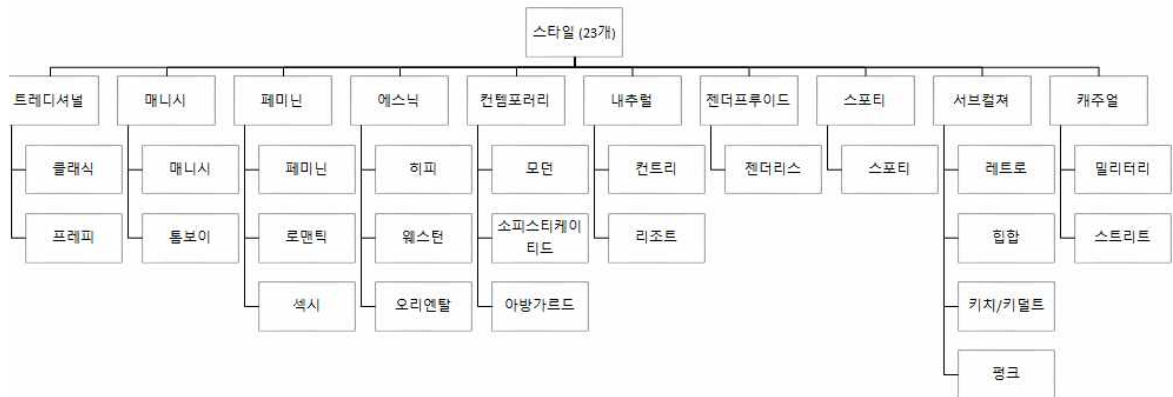 스타일 (23개)
트레디셔널 매니시 페미닌 에스닉 컨템포러리 내추럴 젠더프루이드 스포티 서브컬쳐 캐주얼
클래식 매니시 페미닌 히피 모던 컨트리 젠더리스 스포티 레트로 밀리터리
프레피 톰보이 로맨틱 웨스턴 소피스티케이
티드 리조트 힙합 스트리트
섹시 오리엔탈 아방가르드 키치/키덜트
펑크